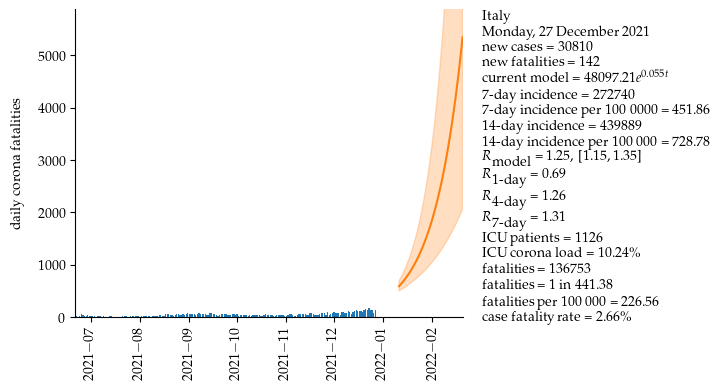 daily corona fatalities
5000
4000
3000
2000
1000
0
2021−07
2021−08
2021−09
2021−10
2021−11
2021−12
2022−01
2022−02
Italy
Monday, 27 December 2021
new cases = 30810
new fatalities = 142
current model = 48097.21e^0.055t
7-day incidence = 272740
7-day incidence per 100 0000 = 451.86
14-day incidence = 439889
14-day incidence per 100 000 = 728.78
R_model = 1.25, [1.15, 1.35]
R_1-day = 0.69
R_4-day = 1.26
R_7-day = 1.31
ICU patients = 1126
ICU corona load = 10.24%
fatalities = 136753
fatalities = 1 in 441.38
fatalities per 100 000 = 226.56
case fatality rate = 2.66%